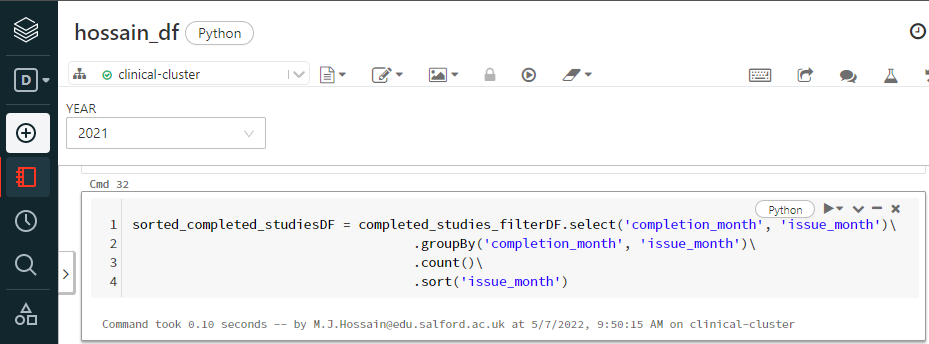 hossain_df Python
D clinical-cluster
YEAR
2021
Cmd 32
Python
1 sorted_completed_studiesDF = completed_studies_filterDF.select('completion_month', 'issue_month')\
2 .groupBy('completion_month', 'issue_month')\
3 .count()\
4 .sort('issue_month')
Command took 0.10 seconds -- by M.J.Hossain@edu.salford.ac.uk at 5/7/2022, 9:50:15 AM on clinical-cluster